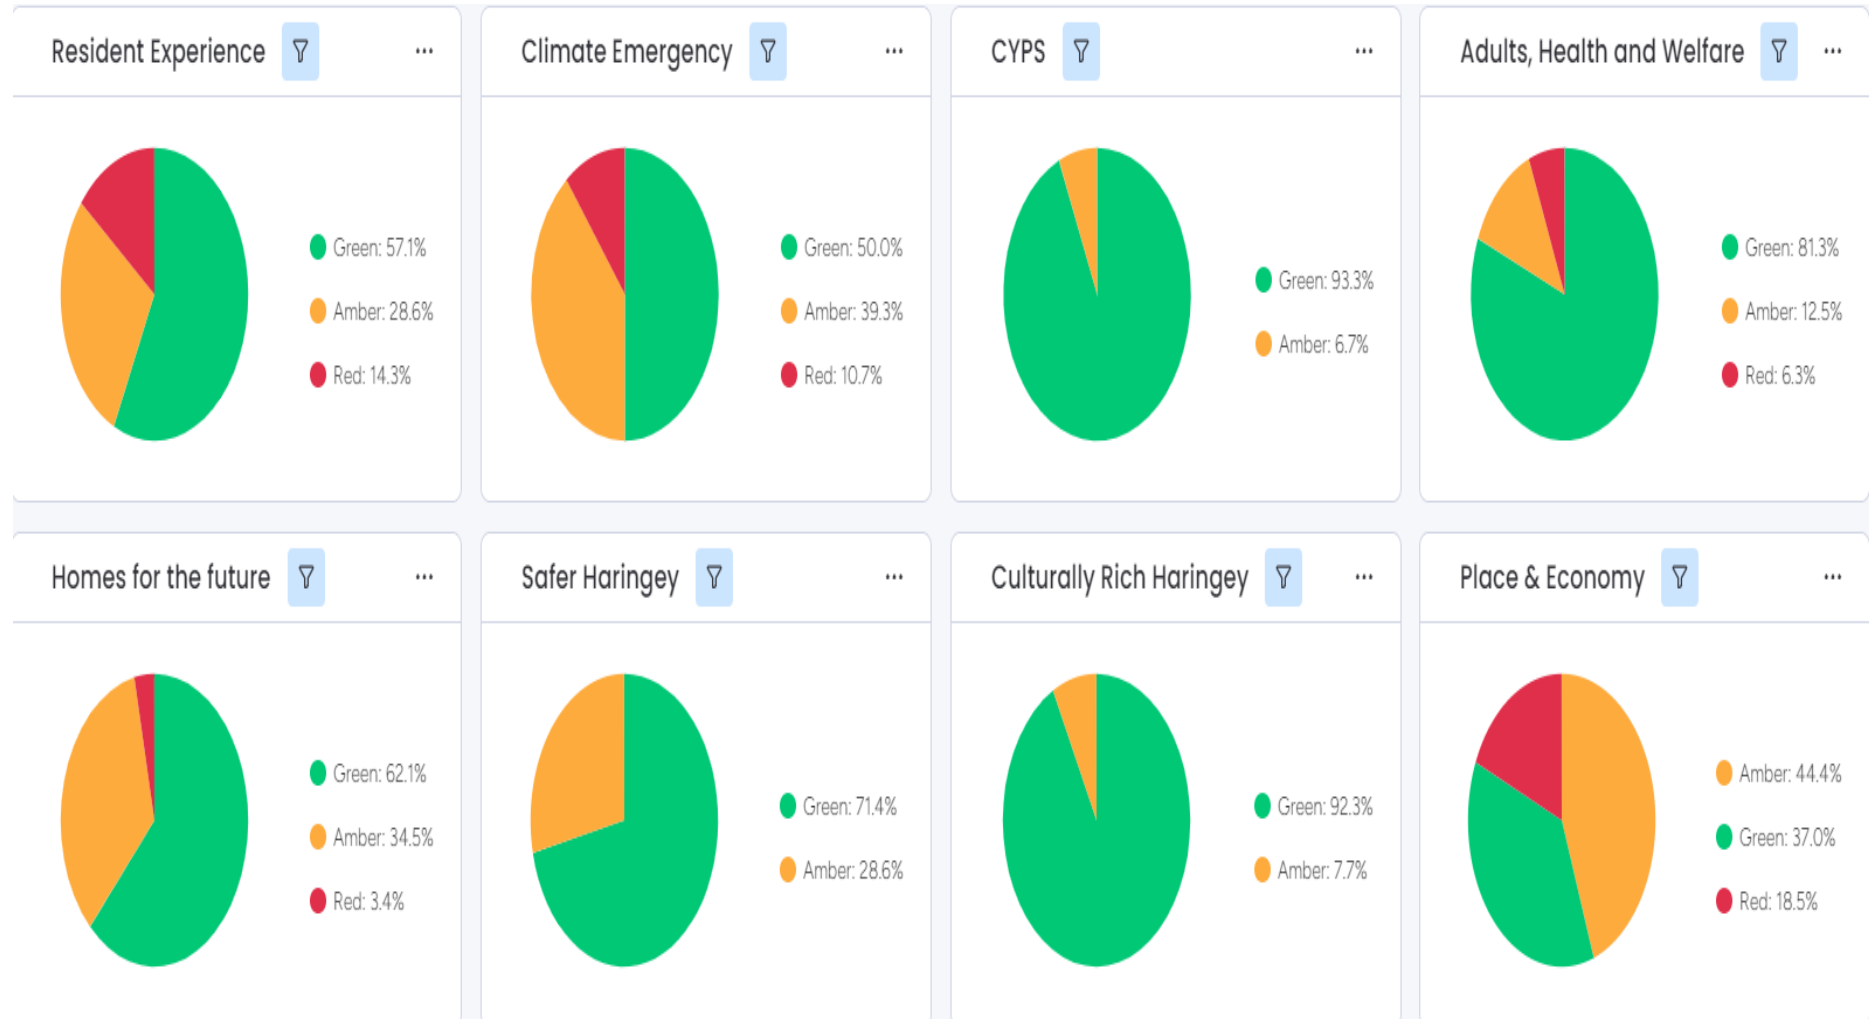 Resident Experience
Green: 57.1%
Amber: 28.6%
Red: 14.3%
Climate Emergency
Green: 50.0%
Amber: 39.3%
Red: 10.7%
CYPS
Green: 93.3%
Amber: 6.7%
Adults, Health and Welfare
Green: 81.3%
Amber: 12.5%
Red: 6.3%
Homes for the future
Green: 62.1%
Amber: 34.5%
Red: 3.4%
Safer Haringey
Green: 71.4%
Amber: 28.6%
Culturally Rich Haringey
Green: 92.3%
Amber: 7.7%
Place & Economy
Amber: 44.4%
Green: 37.0%
Red: 18.5%